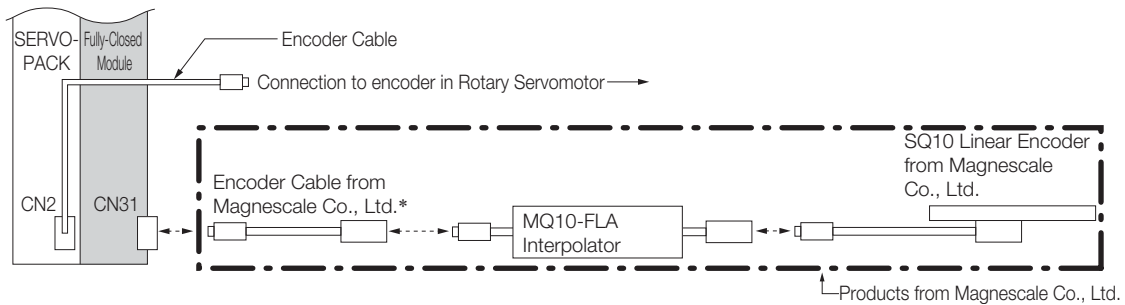 SERVO-
PACK
Fully-Closed
Module
Encoder Cable
Connection to encoder in Rotary Servomotor
CN2
CN31
Encoder Cable from
Magnescale Co., Ltd.*
MQ10-FLA
Interpolator
SQ10 Linear Encoder
from Magnescale
Co., Ltd.
Products from Magnescale Co., Ltd.